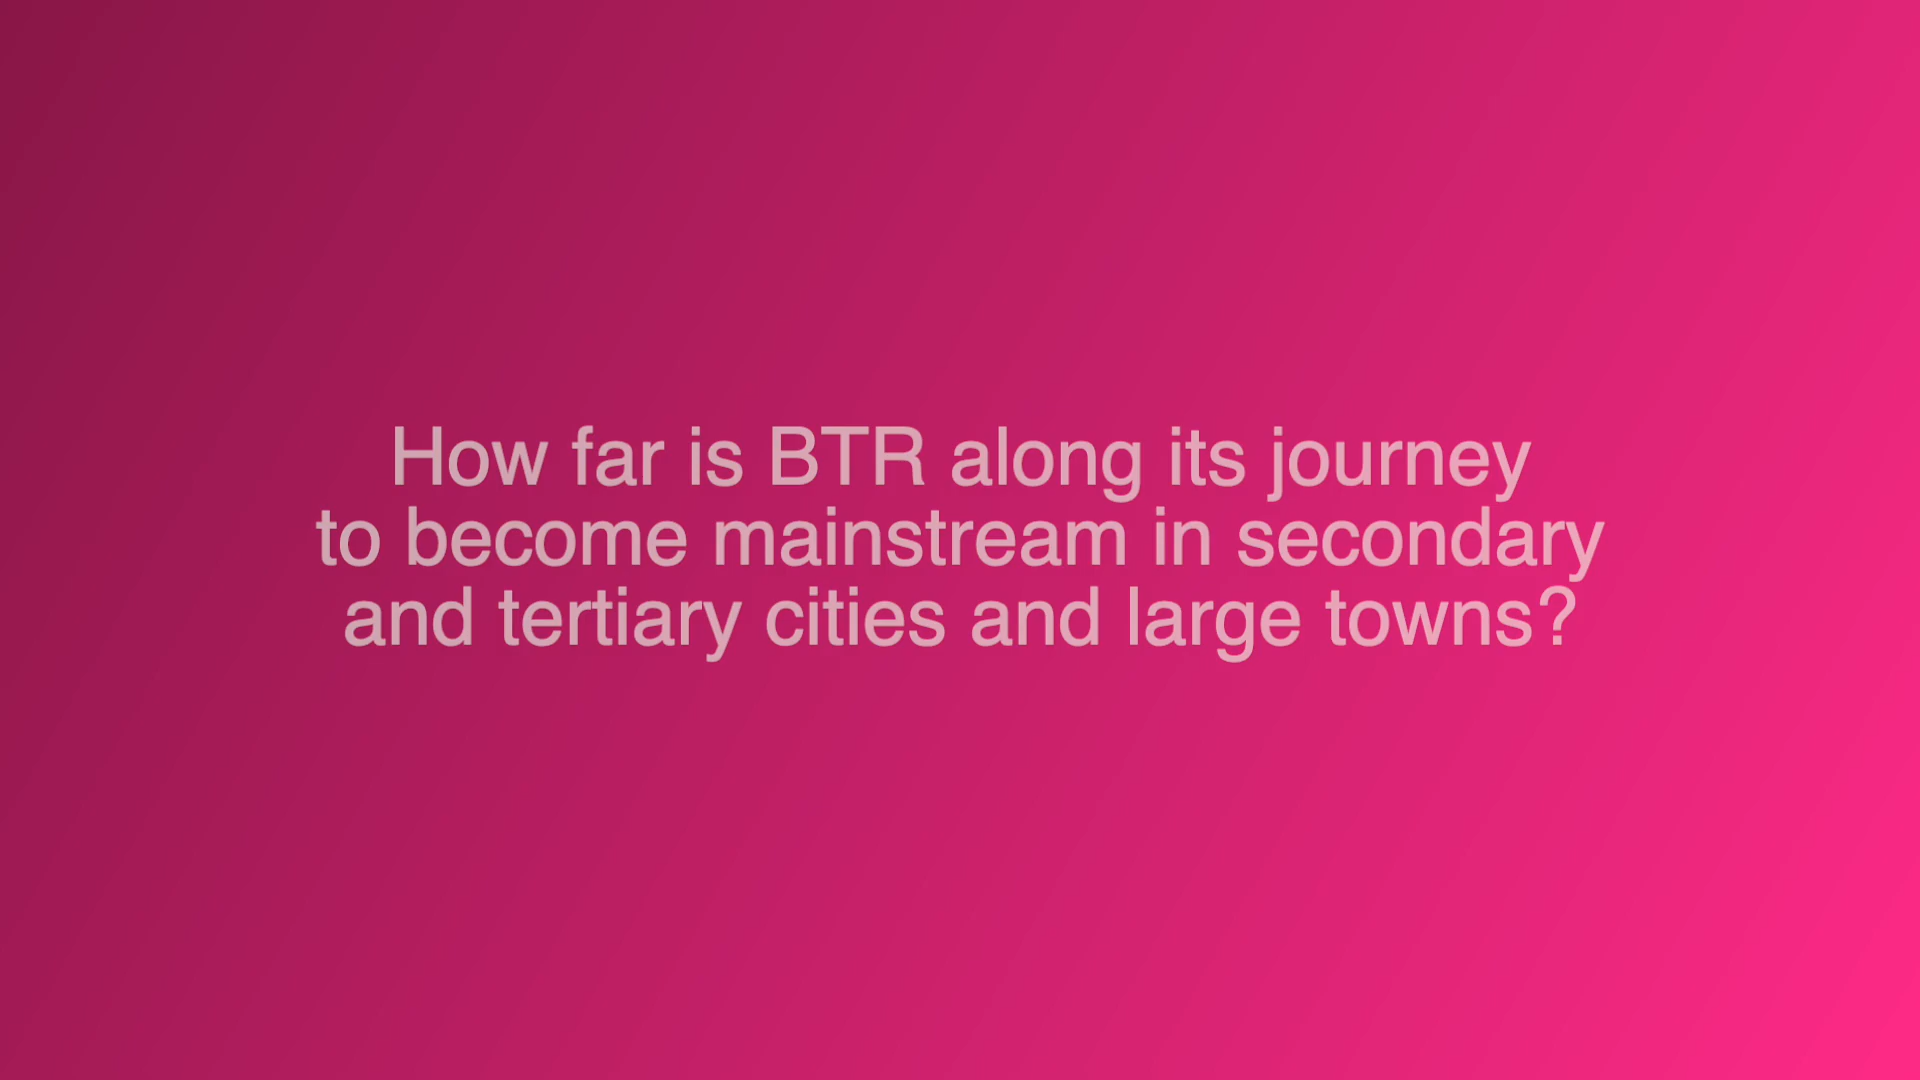 How far is BTR along its journey
to become mainstream in secondary
and tertiary cities and large towns?